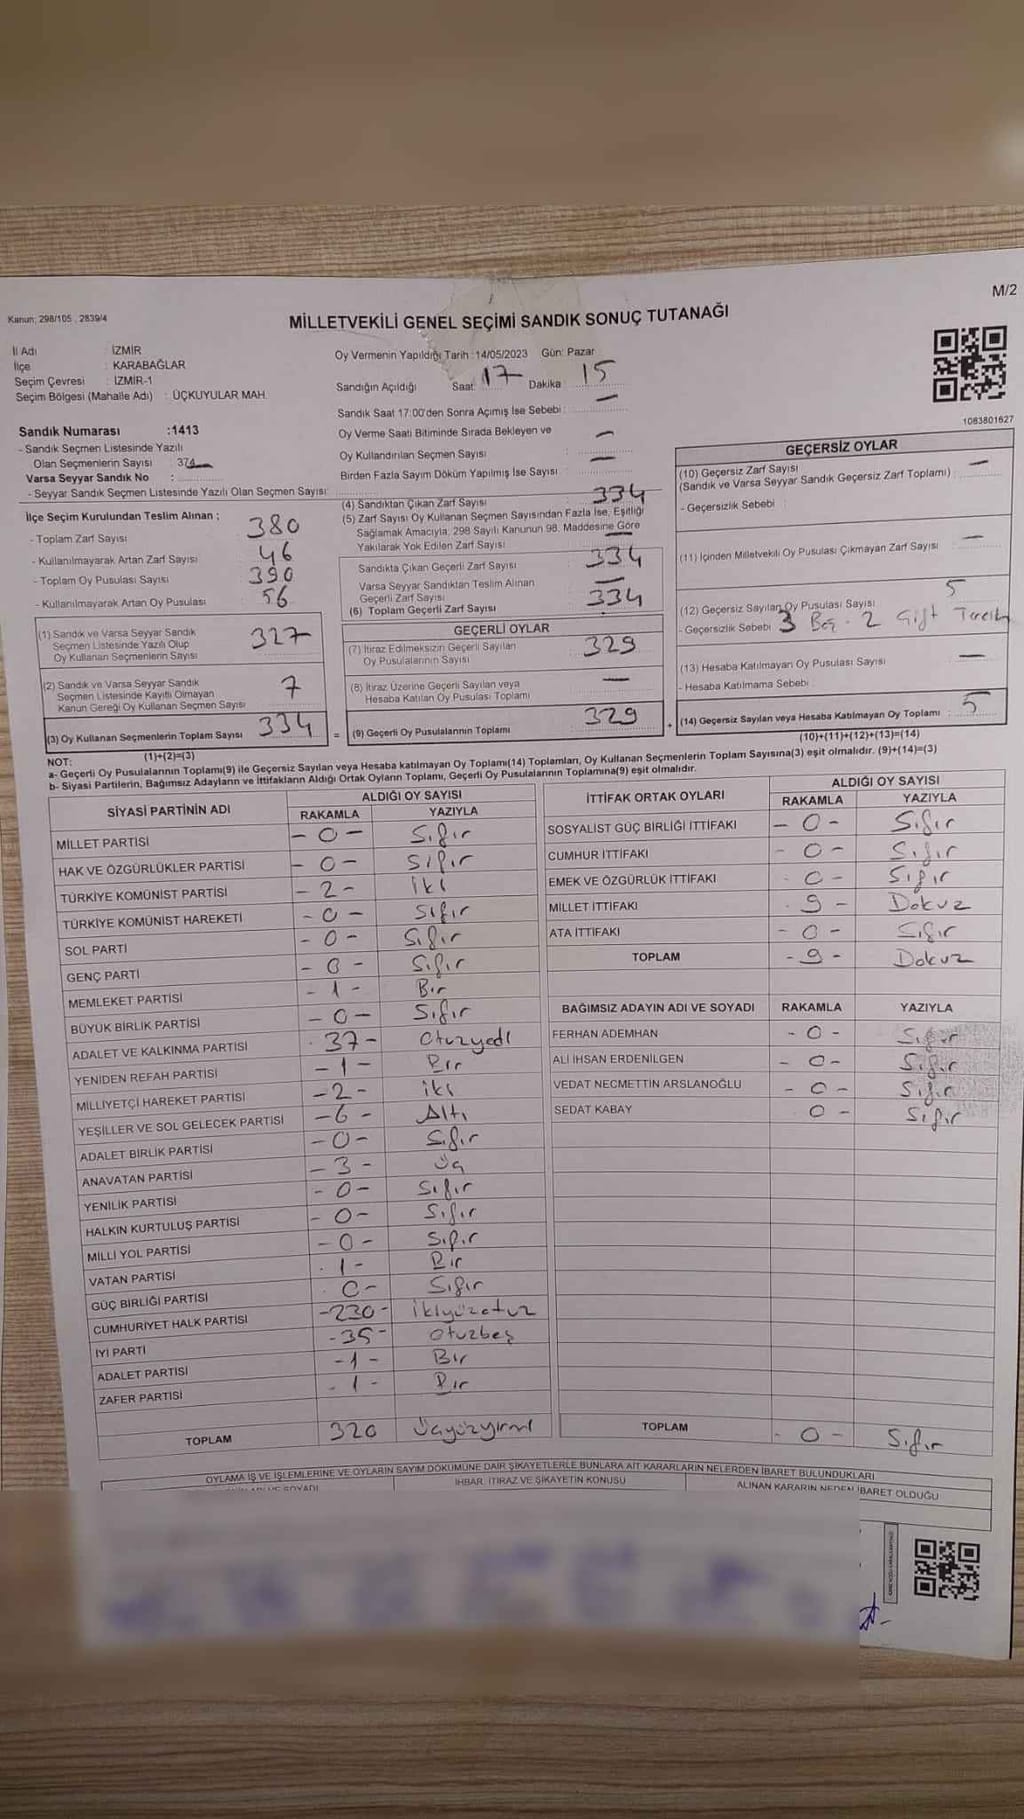 M/2
Kanun; 298/105 , 2839/4
MİLLETVEKİLİ GENEL SEÇİMİ SANDIK SONUÇ TUTANAĞI
İl Adı : İZMİR
İlçe : KARABAĞLAR
Seçim Çevresi : İZMİR-1
Seçim Bölgesi (Mahalle Adı) : ÜÇKUYULAR MAH.
Sandık Numarası :1413
- Sandık Seçmen Listesinde Yazılı
Olan Seçmenlerin Sayısı : 374
Varsa Seyyar Sandık No :
- Seyyar Sandık Seçmen Listesinde Yazılı Olan Seçmen Sayısı:
Oy Vermenin Yapıldığı Tarih :14/05/2023 Gün: Pazar
Sandığın Açıldığı Saat: 17 Dakika 15
Sandık Saat 17:00'den Sonra Açımış İse Sebebi : —
Oy Verme Saati Bitiminde Sırada Bekleyen ve
Oy Kullandırılan Seçmen Sayısı : —
Birden Fazla Sayım Döküm Yapılmış İse Sayısı : —
1083801627
İlçe Seçim Kurulundan Teslim Alınan ;
- Toplam Zarf Sayısı : 380
- Kullanılmayarak Artan Zarf Sayısı : 46
- Toplam Oy Pusulası Sayısı : 390
- Kullanılmayarak Artan Oy Pusulası : 56
(1) Sandık ve Varsa Seyyar Sandık
Seçmen Listesinde Yazılı Olup
Oy Kullanan Seçmenlerin Sayısı 327
(2) Sandık ve Varsa Seyyar Sandık
Seçmen Listesinde Kayıtlı Olmayan
Kanun Gereği Oy Kullanan Seçmen Sayısı 7
(3) Oy Kullanan Seçmenlerin Toplam Sayısı 334
(1)+(2)=(3)
(4) Sandıktan Çıkan Zarf Sayısı : 334
(5) Zarf Sayısı Oy Kullanan Seçmen Sayısından Fazla İse, Eşitliği
Sağlamak Amacıyla, 298 Sayılı Kanunun 98. Maddesine Göre
Yakılarak Yok Edilen Zarf Sayısı : —
Sandıkta Çıkan Geçerli Zarf Sayısı : 334
Varsa Seyyar Sandıktan Teslim Alınan
Geçerli Zarf Sayısı : —
(6) Toplam Geçerli Zarf Sayısı : 334
GEÇERLİ OYLAR
(7) İtiraz Edilmeksizin Geçerli Sayılan
Oy Pusulalarının Sayısı : 329
(8) İtiraz Üzerine Geçerli Sayılan veya
Hesaba Katılan Oy Pusulası Toplamı : —
= (9) Geçerli Oy Pusulalarının Toplamı : 329
GEÇERSİZ OYLAR
(10) Geçersiz Zarf Sayısı
(Sandık ve Varsa Seyyar Sandık Geçersiz Zarf Toplamı) : —
- Geçersizlik Sebebi :
(11) İçinden Milletvekili Oy Pusulası Çıkmayan Zarf Sayısı : —
(12) Geçersiz Sayılan Oy Pusulası Sayısı : 5
- Geçersizlik Sebebi 3 Boş - 2 Çift Tercih
(13) Hesaba Katılmayan Oy Pusulası Sayısı : —
- Hesaba Katılmama Sebebi :
+ (14) Geçersiz Sayılan veya Hesaba Katılmayan Oy Toplamı : 5
(10)+(11)+(12)+(13)=(14)
NOT:
a- Geçerli Oy Pusulalarının Toplamı(9) ile Geçersiz Sayılan veya Hesaba katılmayan Oy Toplamı(14) Toplamları, Oy Kullanan Seçmenlerin Toplam Sayısına(3) eşit olmalıdır. (9)+(14)=(3)
b- Siyasi Partilerin, Bağımsız Adayların ve İttifakların Aldığı Ortak Oyların Toplamı, Geçerli Oy Pusulalarının Toplamına(9) eşit olmalıdır.
SİYASİ PARTİNİN ADI ALDIĞI OY SAYISI
RAKAMLA YAZIYLA
MİLLET PARTİSİ - 0 - Sıfır
HAK VE ÖZGÜRLÜKLER PARTİSİ - 0 - Sıfır
TÜRKİYE KOMÜNİST PARTİSİ - 2 - İki
TÜRKİYE KOMÜNİST HAREKETİ - 0 - Sıfır
SOL PARTİ - 0 - Sıfır
GENÇ PARTİ - 0 - Sıfır
MEMLEKET PARTİSİ - 1 - Bir
BÜYÜK BİRLİK PARTİSİ - 0 - Sıfır
ADALET VE KALKINMA PARTİSİ - 37 - Otuzyedi
YENİDEN REFAH PARTİSİ - 1 - Bir
MİLLİYETÇİ HAREKET PARTİSİ - 2 - iki
YEŞİLLER VE SOL GELECEK PARTİSİ - 6 - Altı
ADALET BİRLİK PARTİSİ - 0 - Sıfır
ANAVATAN PARTİSİ - 3 - Üç
YENİLİK PARTİSİ - 0 - Sıfır
HALKIN KURTULUŞ PARTİSİ - 0 - Sıfır
MİLLİ YOL PARTİSİ - 0 - Sıfır
VATAN PARTİSİ - 1 - Bir
GÜÇ BİRLİĞİ PARTİSİ 0 - Sıfır
CUMHURİYET HALK PARTİSİ - 230 - ikiyüzotuz
İYİ PARTİ - 35 - otuzbeş
ADALET PARTİSİ - 1 - Bir
ZAFER PARTİSİ - 1 - Bir
TOPLAM 320 Üçyüzyirmi
İTTİFAK ORTAK OYLARI ALDIĞI OY SAYISI
RAKAMLA YAZIYLA
SOSYALİST GÜÇ BİRLİĞİ İTTİFAKI - 0 - Sıfır
CUMHUR İTTİFAKI - 0 - Sıfır
EMEK VE ÖZGÜRLÜK İTTİFAKI - 0 - Sıfır
MİLLET İTTİFAKI - 9 - Dokuz
ATA İTTİFAKI - 0 - Sıfır
TOPLAM - 9 - Dokuz
BAĞIMSIZ ADAYIN ADI VE SOYADI RAKAMLA YAZIYLA
FERHAN ADEMHAN - 0 - Sıfır
ALİ İHSAN ERDENİLGEN - 0 - Sıfır
VEDAT NECMETTİN ARSLANOĞLU - 0 - Sıfır
SEDAT KABAY 0 - Sıfır
TOPLAM - 0 - Sıfır
OYLAMA İŞ VE İŞLEMLERİNE VE OYLARIN SAYIM DÖKÜMÜNE DAİR ŞİKAYETLERLE BUNLARA AİT KARARLARIN NELERDEN İBARET BULUNDUKLARI
İHBAR, İTİRAZ VE ŞİKAYETİN KONUSU ALINAN KARARIN NEDEN İBARET OLDUĞU